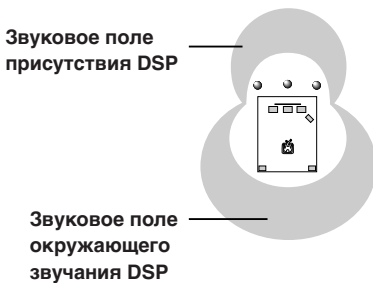 Звуковое поле
присутствия DSP
Звуковое поле
окружающего
звучания DSP